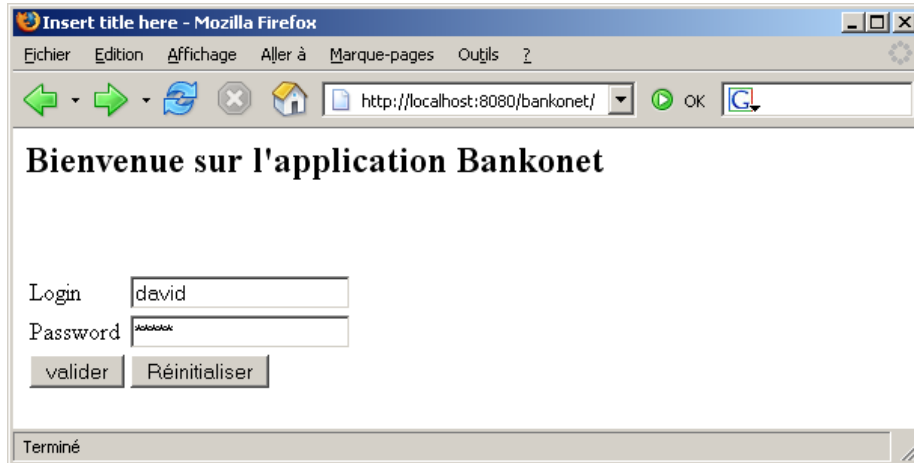 Insert title here - Mozilla Firefox
Fichier Edition Affichage Aller à Marque-pages Outils ?
http://localhost:8080/bankonet/ OK G
Bienvenue sur l'application Bankonet
Login david
Password ******
valider Réinitialiser
Terminé